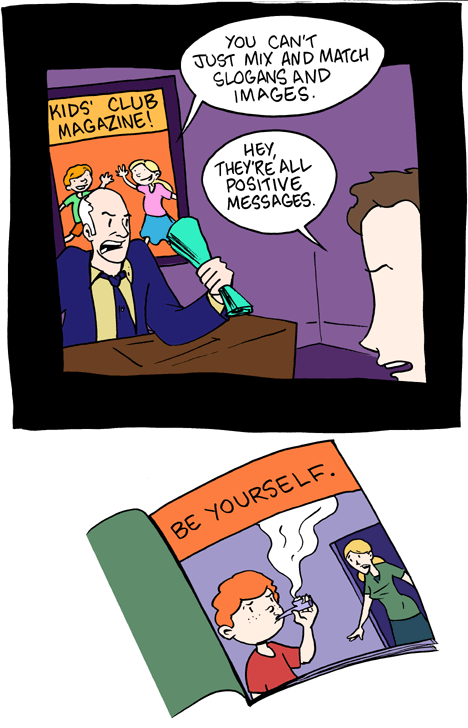 YOU CAN'T
JUST MIX AND MATCH
SLOGANS AND
IMAGES.
KIDS' CLUB
MAGAZINE!
HEY,
THEY'RE ALL
POSITIVE
MESSAGES.
BE YOURSELF.